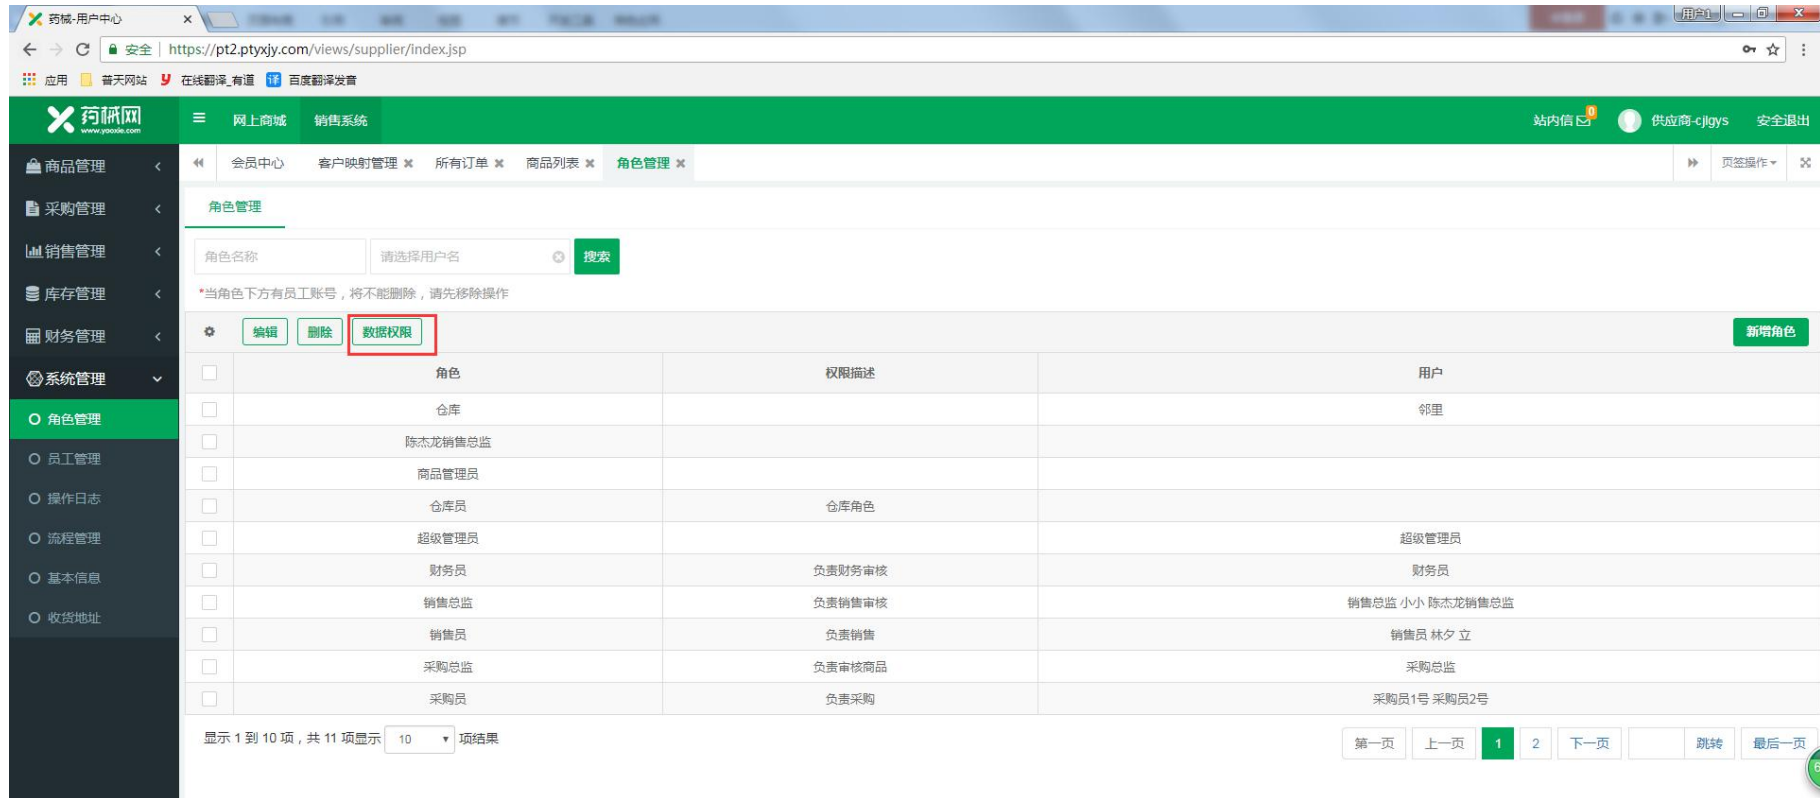 药械-用户中心
用户1
安全 https://pt2.ptyxjy.com/views/supplier/index.jsp
应用 普天网站 在线翻译_有道 译 百度翻译发音
药械网 网上商城 销售系统 站内信 0 供应商-cjlgys 安全退出
www.yaoxie.com
商品管理
会员中心 客户映射管理 所有订单 商品列表 角色管理 页签操作
采购管理
角色管理
销售管理
角色名称 请选择用户名 搜索
库存管理
*当角色下方有员工账号，将不能删除，请先移除操作
财务管理
编辑 删除 数据权限 新增角色
系统管理
角色 权限描述 用户
角色管理
仓库 邻里
陈杰龙销售总监
员工管理
商品管理员
操作日志
仓库员 仓库角色
流程管理
超级管理员 超级管理员
基本信息
财务员 负责财务审核 财务员
销售总监 负责销售审核 销售总监 小小 陈杰龙销售总监
收货地址
销售员 负责销售 销售员 林夕 立
采购总监 负责审核商品 采购总监
采购员 负责采购 采购员1号 采购员2号
显示 1 到 10 项，共 11 项显示 10 项结果
第一页 上一页 1 2 下一页 跳转 最后一页